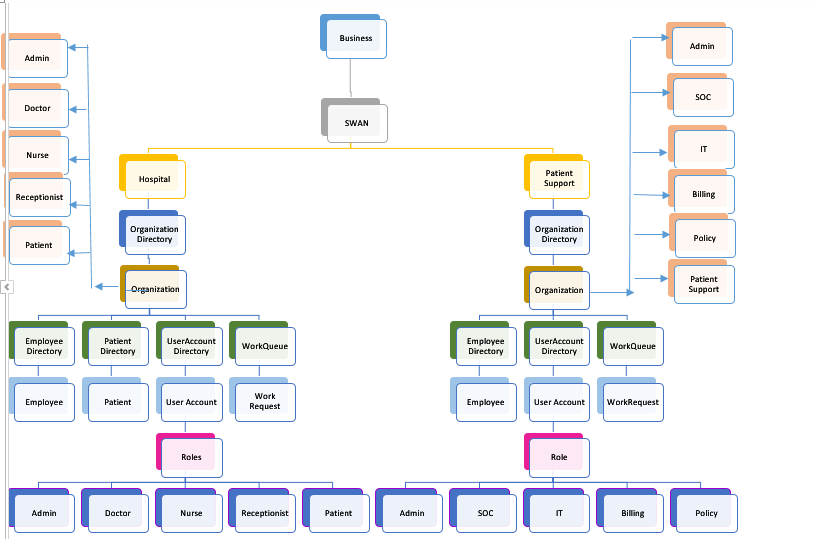 Business
SWAN
Admin
Doctor
Nurse
Receptionist
Patient
Admin
SOC
IT
Billing
Policy
Patient
Support
Hospital
Patient
Support
Organization
Directory
Organization
Directory
Organization
Organization
Employee
Directory
Patient
Directory
UserAccount
Directory
WorkQueue
Employee
Directory
UserAccount
Directory
WorkQueue
Employee
Patient
User Account
Work
Request
Employee
User Account
WorkRequest
Roles
Role
Admin
Doctor
Nurse
Receptionist
Patient
Admin
SOC
IT
Billing
Policy